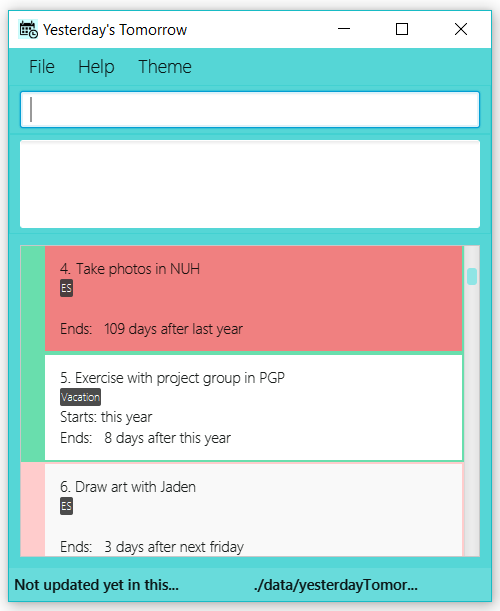 Yesterday's Tomorrow
File Help Theme
4. Take photos in NUH
ES
Ends: 109 days after last year
5. Exercise with project group in PGP
Vacation
Starts: this year
Ends: 8 days after this year
6. Draw art with Jaden
ES
Ends: 3 days after next friday
Not updated yet in this... ./data/yesterdayTomor...